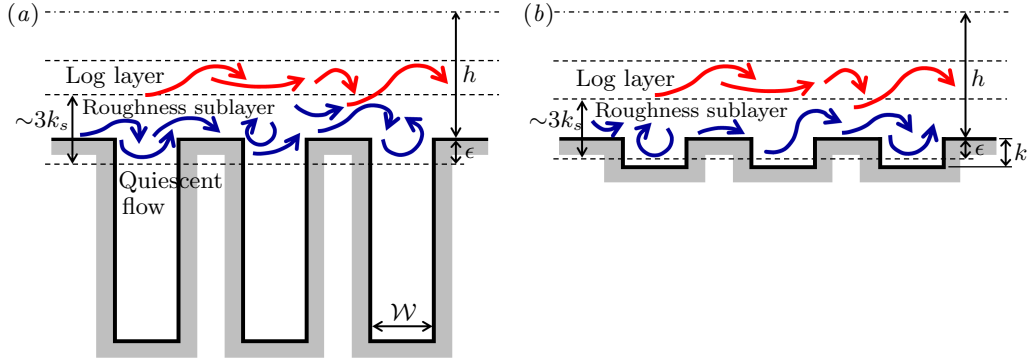 (a)
Log layer
h
Roughness sublayer
~3k_s
ϵ
Quiescent
flow
𝒲
(b)
Log layer
h
Roughness sublayer
~3k_s
ϵ
k